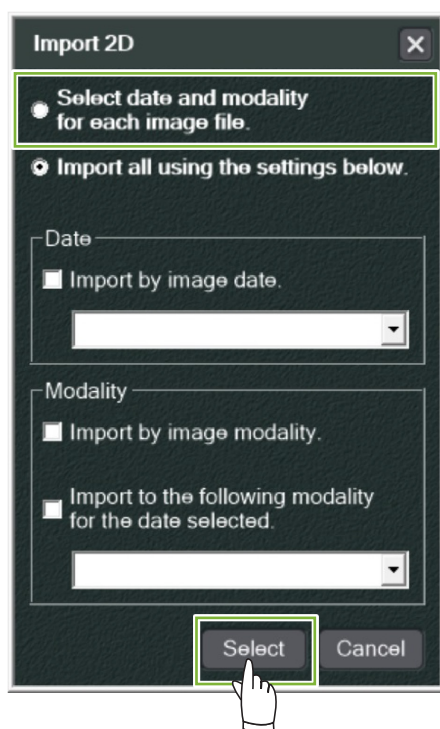 Import 2D
Select date and modality
for each image file.
Import all using the settings below.
Date
Import by image date.
Modality
Import by image modality.
Import to the following modality
for the date selected.
Select
Cancel